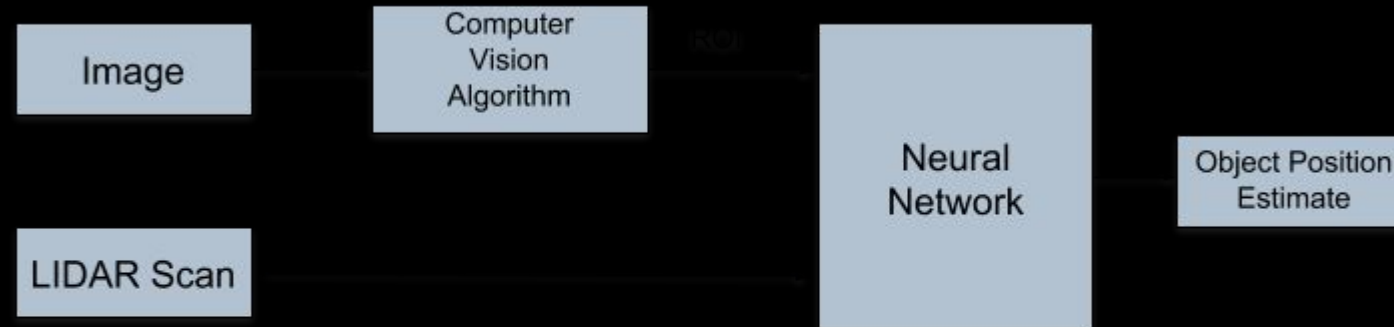 Image
Computer
Vision
Algorithm
ROI
Neural
Network
Object Position
Estimate
LIDAR Scan